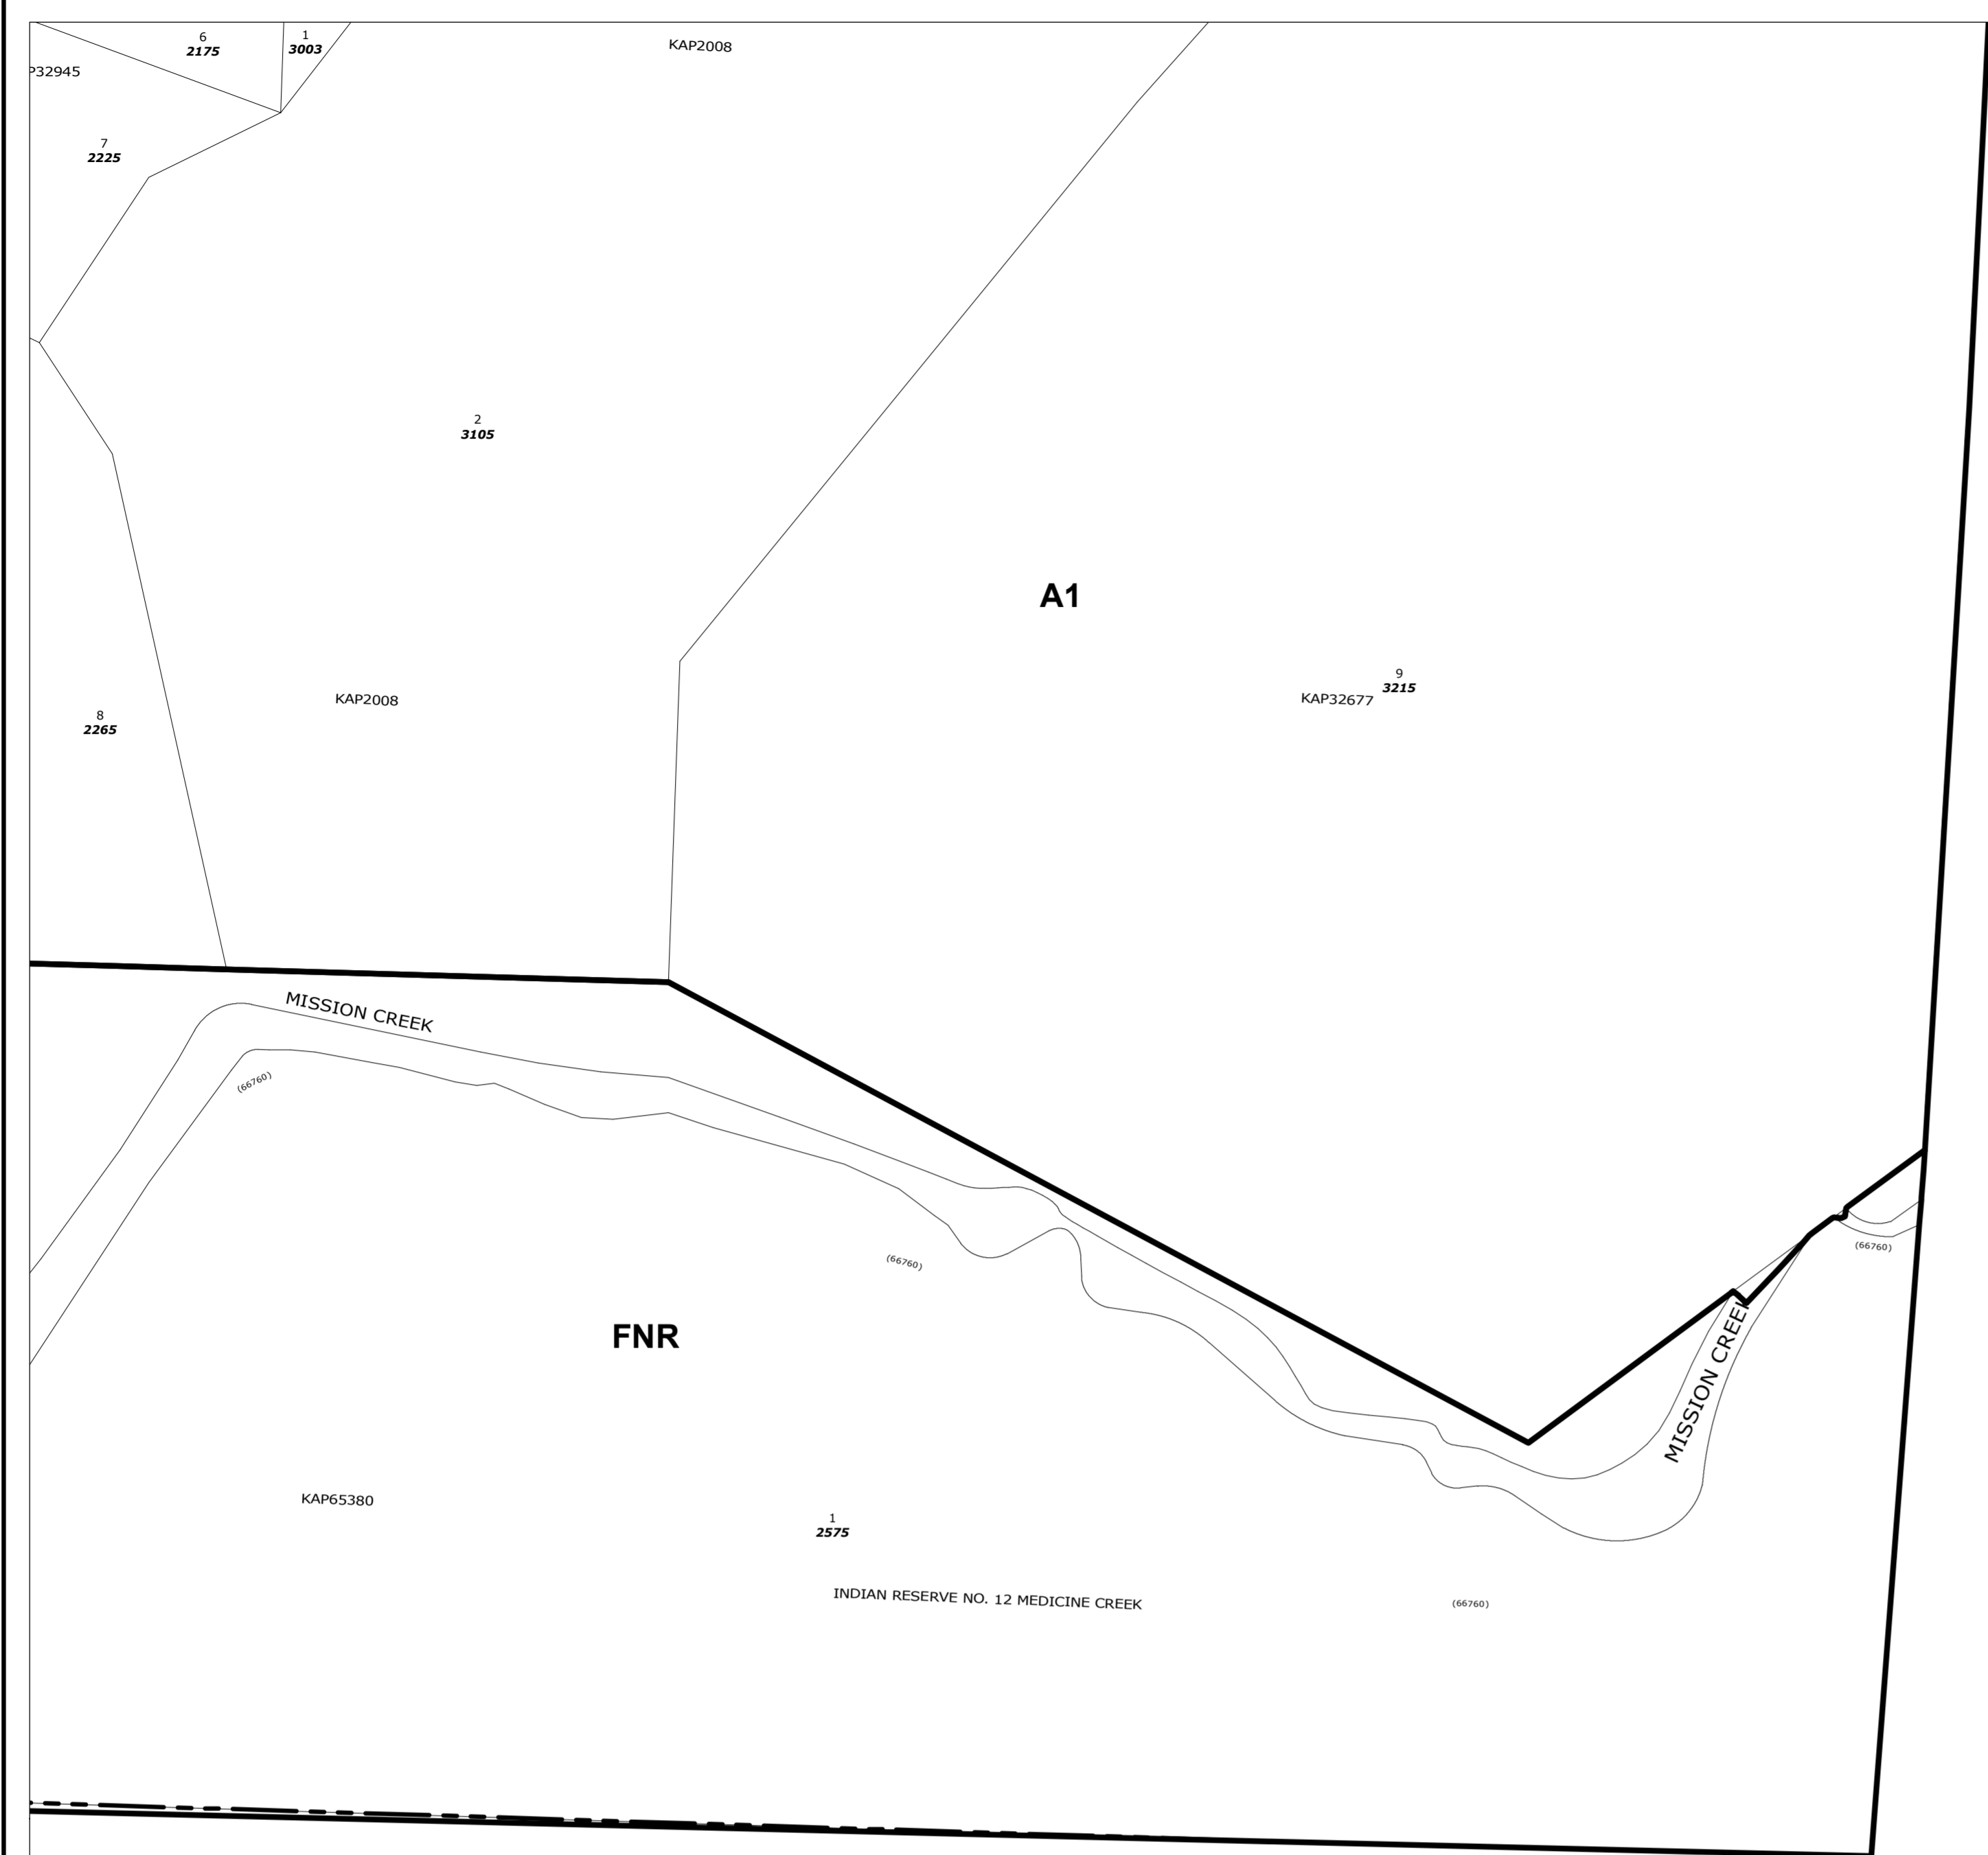 6
2175
1
3003
KAP2008
P32945
7
2225
2
3105
A1
9
3215
KAP32677
KAP2008
8
2265
MISSION CREEK
(66760)
(66760)
(66760)
FNR
MISSION CREEK
KAP65380
1
2575
INDIAN RESERVE NO. 12 MEDICINE CREEK
(66760)